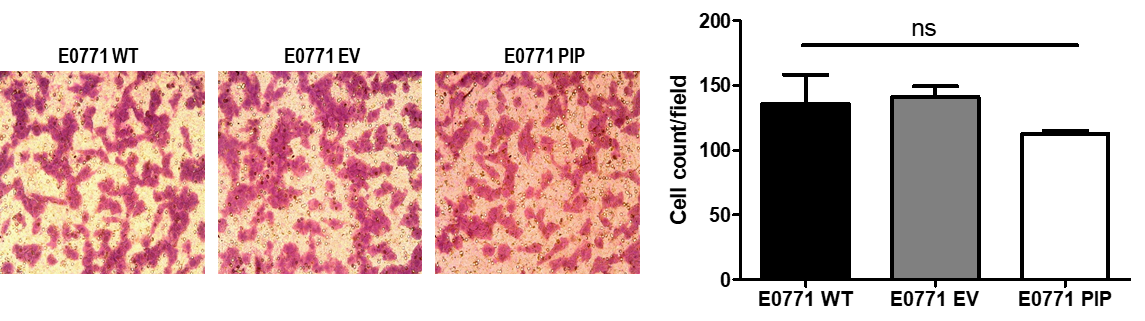 E0771 WT
E0771 EV
E0771 PIP
ns
Cell count/field
200
150
100
50
0
E0771 WT
E0771 EV
E0771 PIP